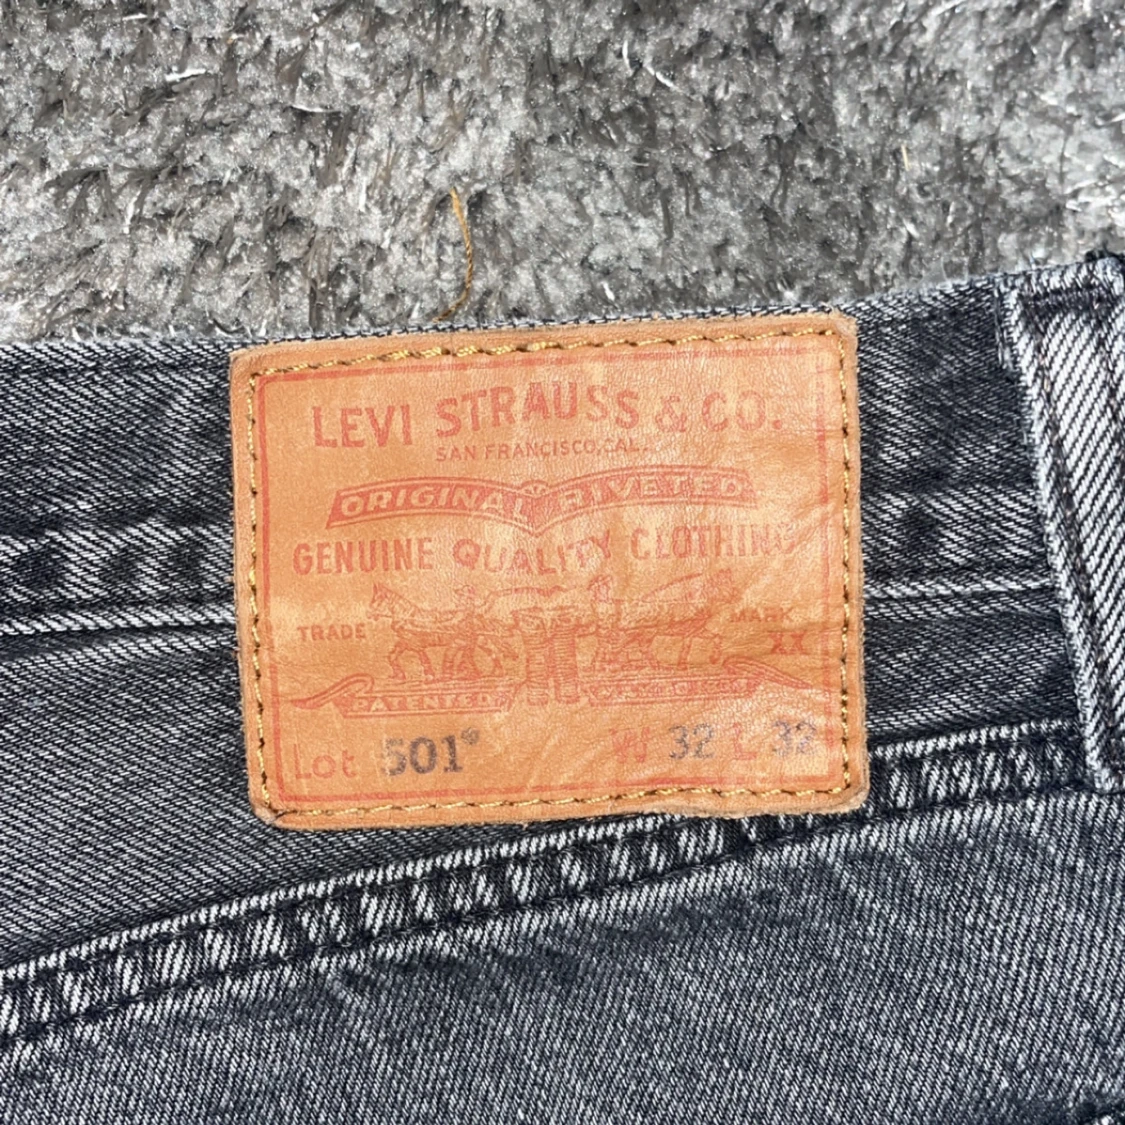 LEVI STRAUSS & CO.
SAN FRANCISCO, CAL.
ORIGINAL RIVETED
GENUINE QUALITY CLOTHING
TRADE MARK
XX
PATENTED
Lot 501® W 32 L 32